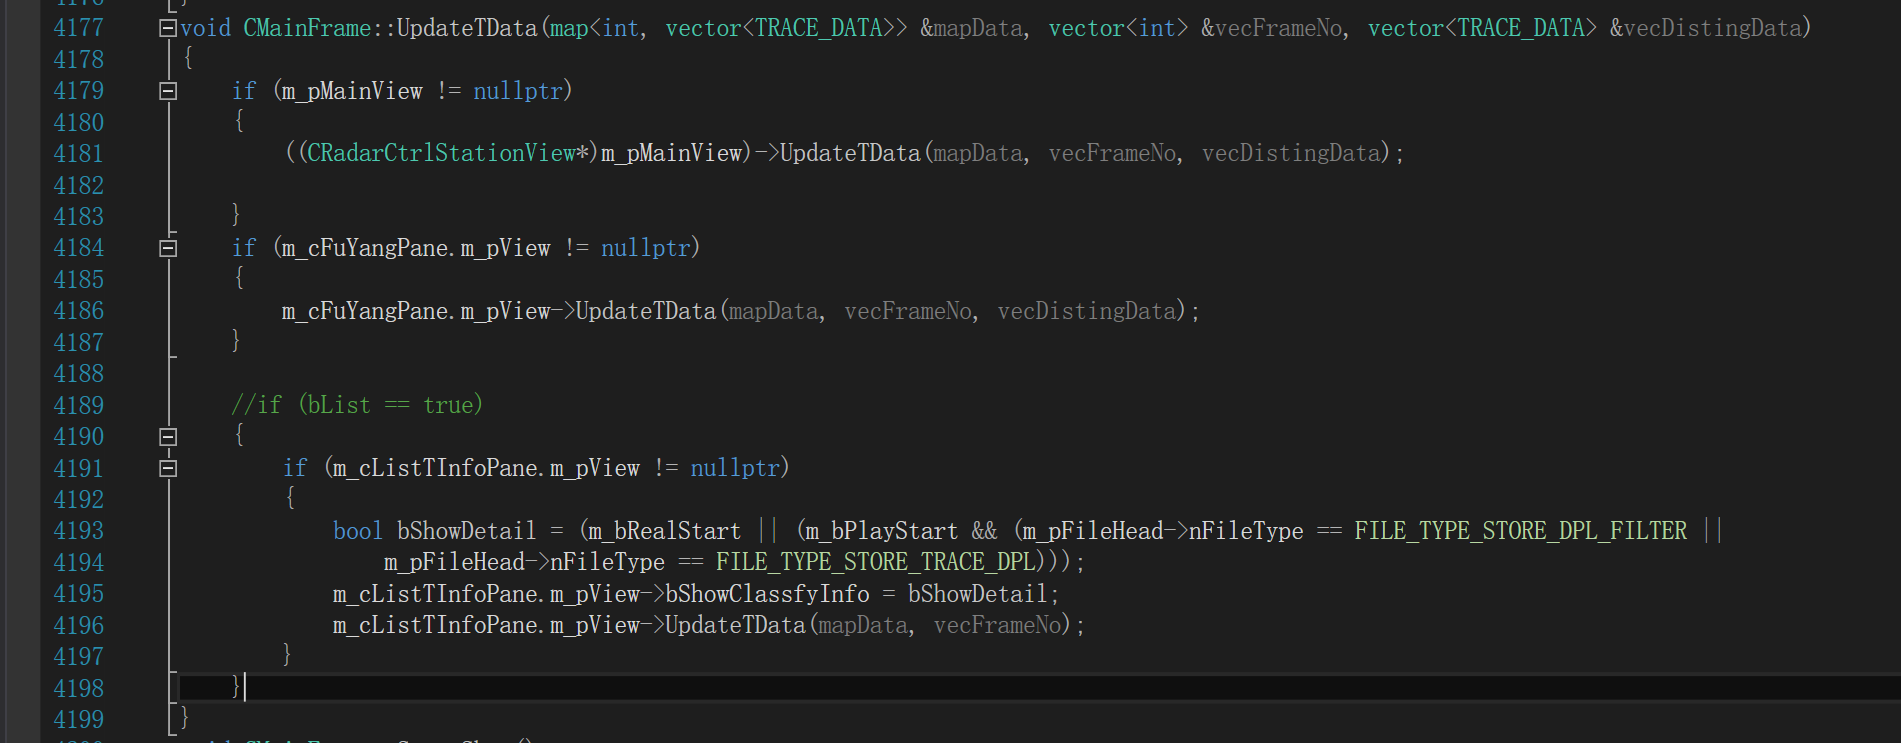 4177 void CMainFrame::UpdateTData(map<int, vector<TRACE_DATA>> &mapData, vector<int> &vecFrameNo, vector<TRACE_DATA> &vecDistingData)
4178 {
4179 if (m_pMainView != nullptr)
4180 {
4181 ((CRadarCtrlStationView*)m_pMainView)->UpdateTData(mapData, vecFrameNo, vecDistingData);
4182
4183 }
4184 if (m_cFuYangPane.m_pView != nullptr)
4185 {
4186 m_cFuYangPane.m_pView->UpdateTData(mapData, vecFrameNo, vecDistingData);
4187 }
4188
4189 //if (bList == true)
4190 {
4191 if (m_cListTInfoPane.m_pView != nullptr)
4192 {
4193 bool bShowDetail = (m_bRealStart || (m_bPlayStart && (m_pFileHead->nFileType == FILE_TYPE_STORE_DPL_FILTER ||
4194 m_pFileHead->nFileType == FILE_TYPE_STORE_TRACE_DPL)));
4195 m_cListTInfoPane.m_pView->bShowClassfyInfo = bShowDetail;
4196 m_cListTInfoPane.m_pView->UpdateTData(mapData, vecFrameNo);
4197 }
4198 }
4199 }